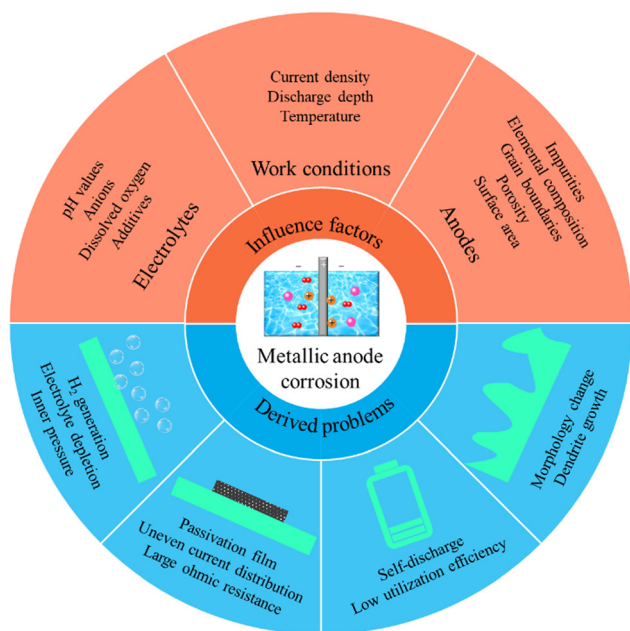 Current density
Discharge depth
Temperature
Work conditions
pH values
Anions
Dissolved oxygen
Additives
Electrolytes
Impurities
Elemental composition
Grain boundaries
Porosity
Surface area
Anodes
Influence factors
Metallic anode
corrosion
Derived problems
H₂ generation
Electrolyte depletion
Inner pressure
Passivation film
Uneven current distribution
Large ohmic resistance
Self-discharge
Low utilization efficiency
Morphology change
Dendrite growth